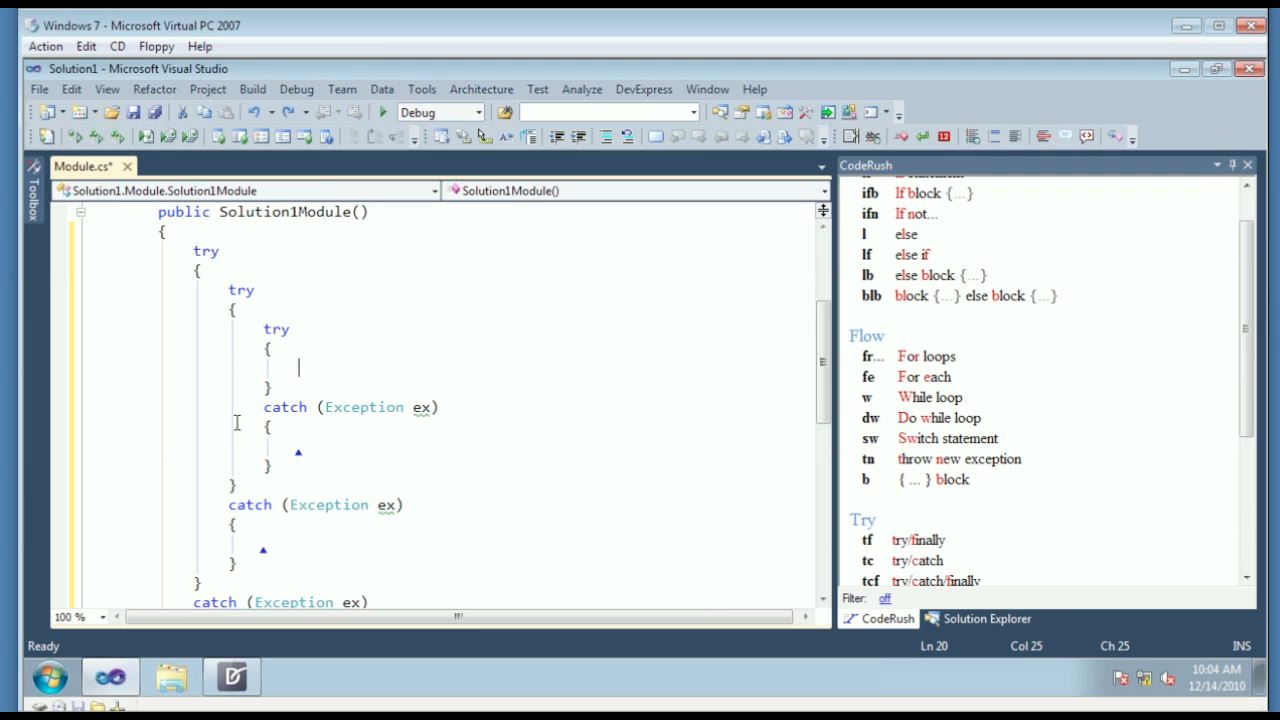 Windows 7 - Microsoft Virtual PC 2007
Action Edit CD Floppy Help
Solution1 - Microsoft Visual Studio
File Edit View Refactor Project Build Debug Team Data Tools Architecture Test Analyze DevExpress Window Help
Debug
Module.cs*
Solution1.Module.Solution1Module
Solution1Module()
Toolbox
public Solution1Module()
{
try
{
try
{
try
{
}
catch (Exception ex)
{
}
}
catch (Exception ex)
{
}
}
catch (Exception ex)
100 %
CodeRush
ifb If block {...}
ifn If not...
l else
lf else if
lb else block {...}
blb block {...} else block {...}
Flow
fr... For loops
fe For each
w While loop
dw Do while loop
sw Switch statement
tn throw new exception
b { ... } block
Try
tf try/finally
tc try/catch
tcf try/catch/finally
Filter: off
CodeRush Solution Explorer
Ready Ln 20 Col 25 Ch 25 INS
10:04 AM
12/14/2010